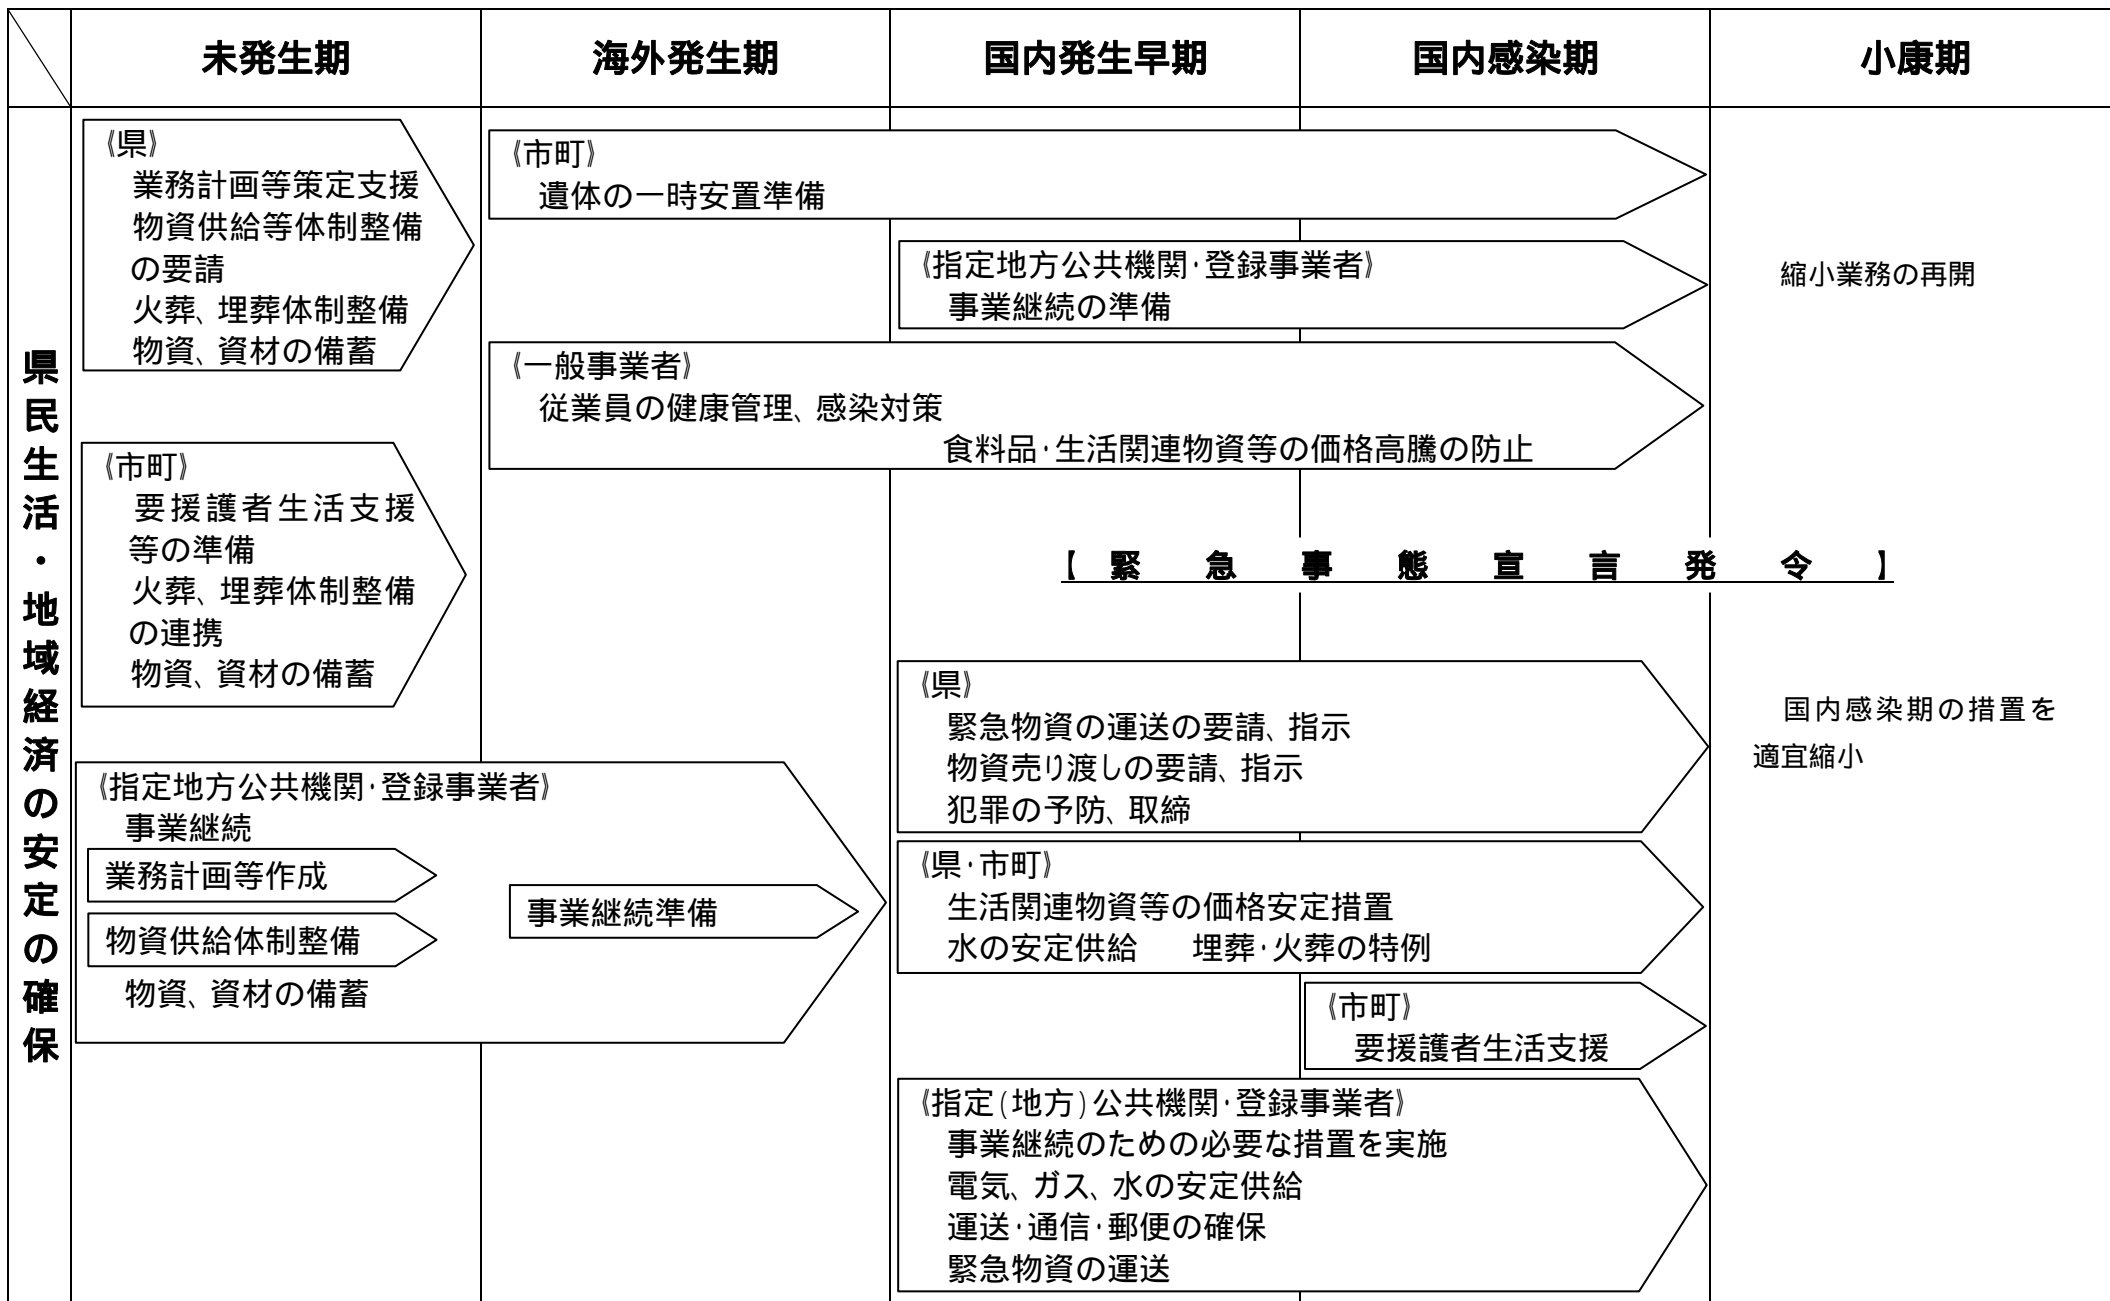 未発生期
海外発生期
国内発生早期
国内感染期
小康期
県民生活・地域経済の安定の確保
《県》
業務計画等策定支援
物資供給等体制整備
の要請
火葬、埋葬体制整備
物資、資材の備蓄
《市町》
要援護者生活支援
等の準備
火葬、埋葬体制整備
の連携
物資、資材の備蓄
《指定地方公共機関・登録事業者》
事業継続
業務計画等作成
物資供給体制整備
物資、資材の備蓄
事業継続準備
《市町》
遺体の一時安置準備
《指定地方公共機関・登録事業者》
事業継続の準備
《一般事業者》
従業員の健康管理、感染対策
食料品・生活関連物資等の価格高騰の防止
縮小業務の再開
【緊急事態宣言発令】
《県》
緊急物資の運送の要請、指示
物資売り渡しの要請、指示
犯罪の予防、取締
《県・市町》
生活関連物資等の価格安定措置
水の安定供給　埋葬・火葬の特例
《市町》
要援護者生活支援
《指定(地方)公共機関・登録事業者》
事業継続のための必要な措置を実施
電気、ガス、水の安定供給
運送・通信・郵便の確保
緊急物資の運送
国内感染期の措置を
適宜縮小